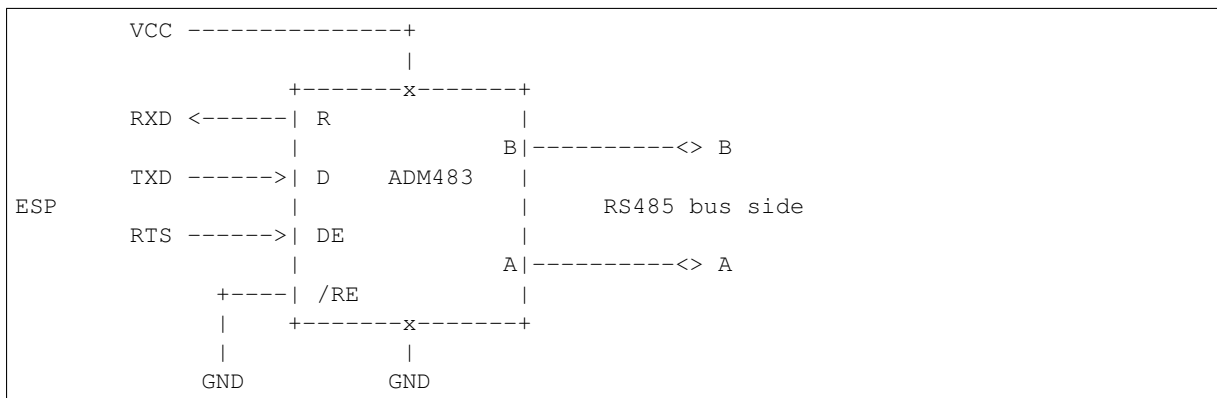 VCC ---------------+
                           |
                   +-------x-------+
        RXD <------| R             |
                   |              B|----------<> B
        TXD ------>| D    ADM483   |
ESP                |               |     RS485 bus side
        RTS ------>| DE            |
                   |              A|----------<> A
              +----| /RE           |
              |    +-------x-------+
              |            |
             GND          GND